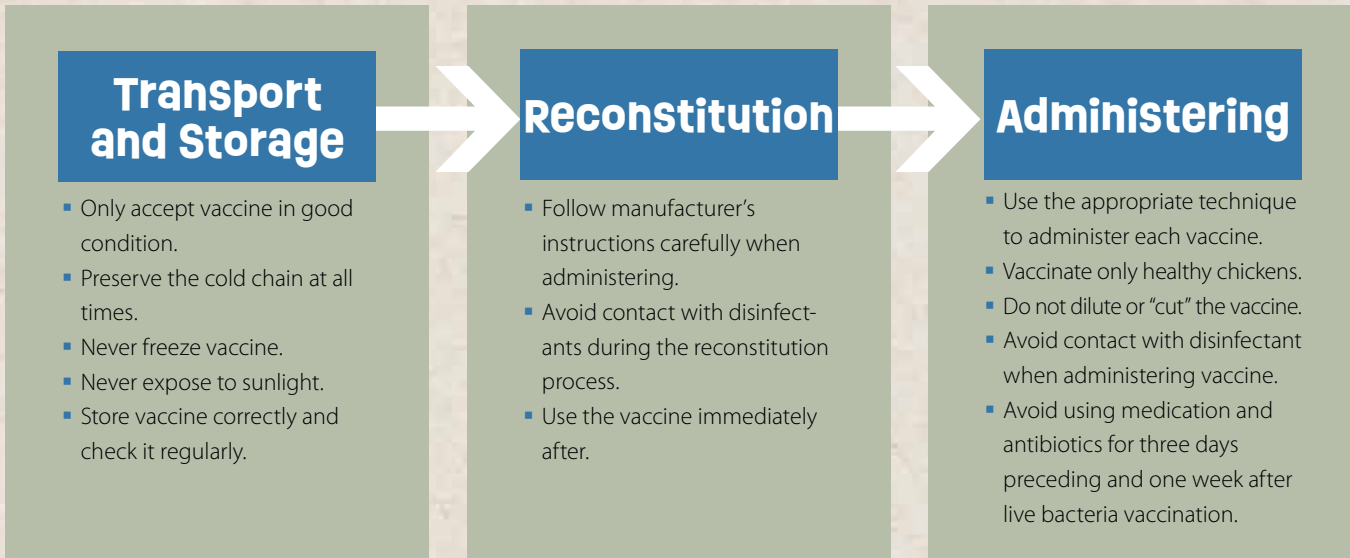 Transport
and Storage
▪ Only accept vaccine in good
condition.
▪ Preserve the cold chain at all
times.
▪ Never freeze vaccine.
▪ Never expose to sunlight.
▪ Store vaccine correctly and
check it regularly.
Reconstitution
▪ Follow manufacturer’s
instructions carefully when
administering.
▪ Avoid contact with disinfect-
ants during the reconstitution
process.
▪ Use the vaccine immediately
after.
Administering
▪ Use the appropriate technique
to administer each vaccine.
▪ Vaccinate only healthy chickens.
▪ Do not dilute or “cut” the vaccine.
▪ Avoid contact with disinfectant
when administering vaccine.
▪ Avoid using medication and
antibiotics for three days
preceding and one week after
live bacteria vaccination.